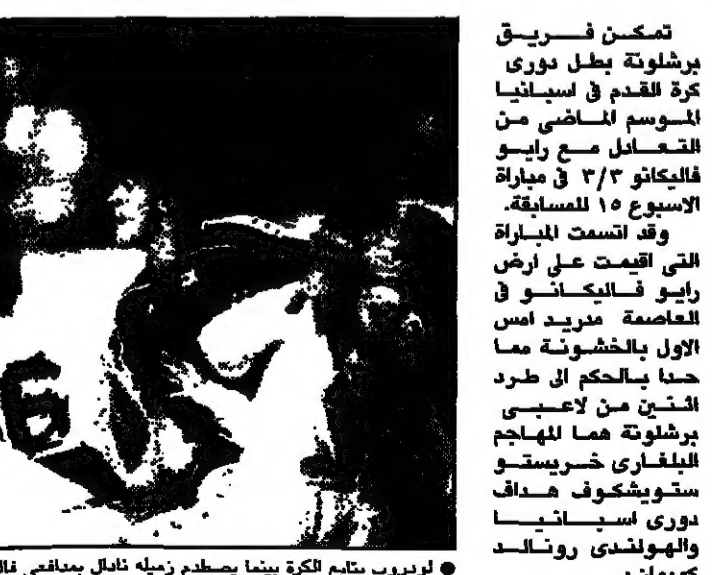 تمكن فريق
برشلونة بطل دورى
كرة القدم فى اسبانيا
الموسم الماضى من
التعادل مع رايو
فاليكانو ٣/٣ فى مباراة
الاسبوع ١٥ للمسابقة.
وقد اتسمت المباراة
التى اقيمت على ارض
رايو فاليكانو فى
العاصمة مدريد امس
الاول بالخشونة مما
حدا بالحكم الى طرد
اثنين من لاعبى
برشلونة هما المهاجم
البلغارى خريستو
ستويشكوف هداف
دورى اسبانيا
والهولندى رونالد
● لودروب يتابع الكرة بينما يصطدم زميله نادال بمدافعى